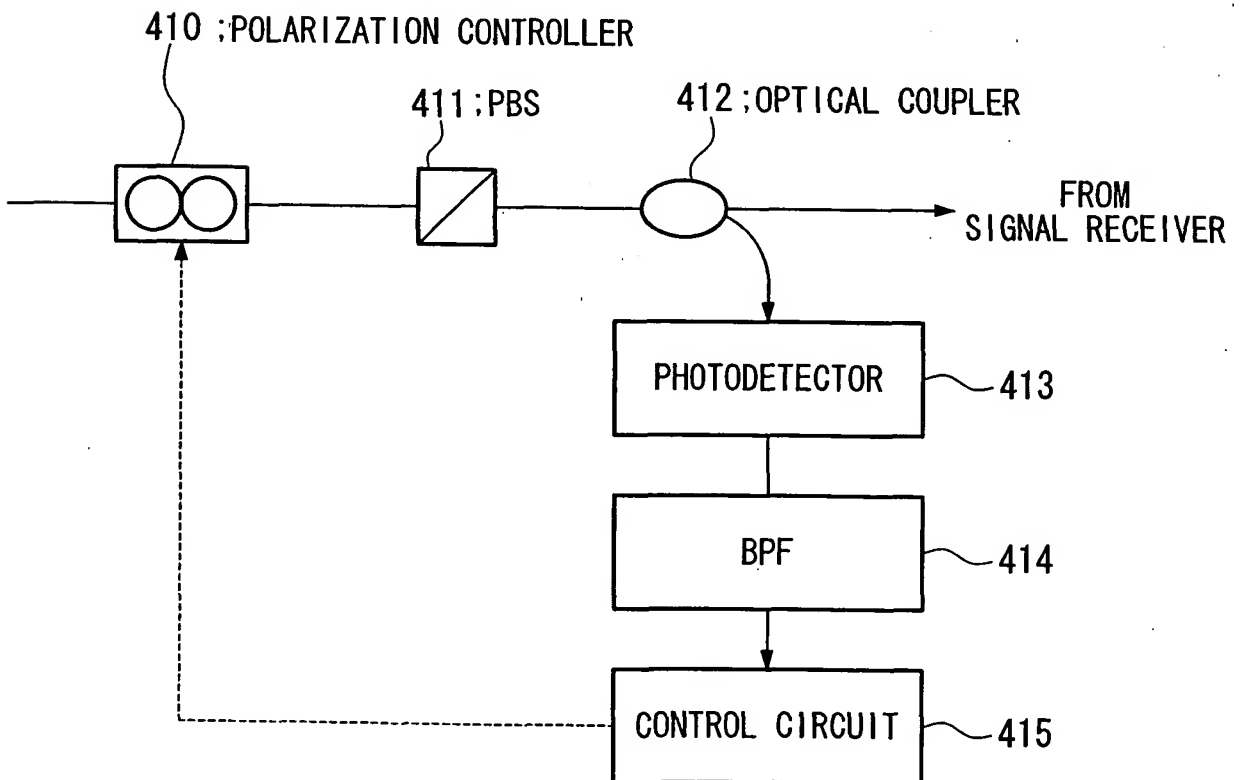 410 ;POLARIZATION CONTROLLER
411;PBS
412;OPTICAL COUPLER
FROM
SIGNAL RECEIVER
PHOTODETECTOR
413
BPF
414
CONTROL CIRCUIT
415